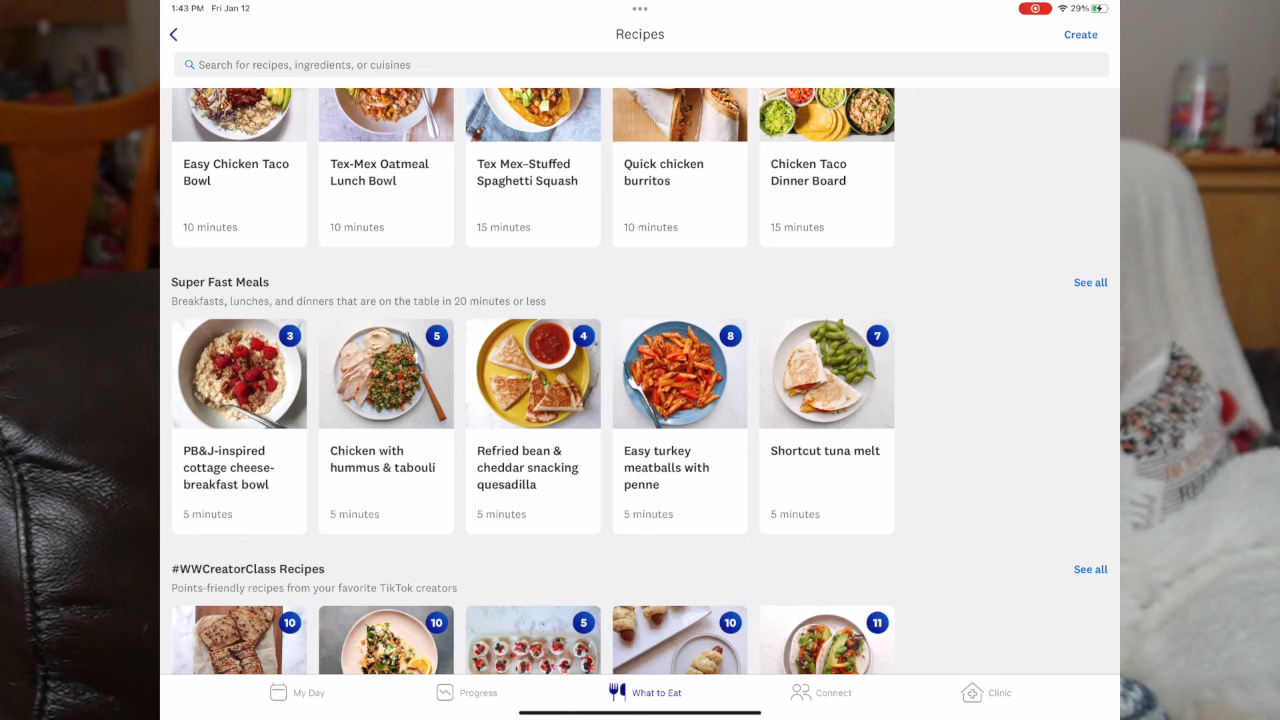 1:43 PM Fri Jan 12
29%
Recipes
Create
Search for recipes, ingredients, or cuisines
Easy Chicken Taco
Bowl
10 minutes
Tex-Mex Oatmeal
Lunch Bowl
10 minutes
Tex Mex–Stuffed
Spaghetti Squash
15 minutes
Quick chicken
burritos
10 minutes
Chicken Taco
Dinner Board
15 minutes
Super Fast Meals
See all
Breakfasts, lunches, and dinners that are on the table in 20 minutes or less
3
PB&J-inspired
cottage cheese-
breakfast bowl
5 minutes
5
Chicken with
hummus & tabouli
5 minutes
4
Refried bean &
cheddar snacking
quesadilla
5 minutes
8
Easy turkey
meatballs with
penne
5 minutes
7
Shortcut tuna melt
5 minutes
#WWCreatorClass Recipes
See all
Points-friendly recipes from your favorite TikTok creators
10
10
5
10
11
My Day
Progress
What to Eat
Connect
Clinic